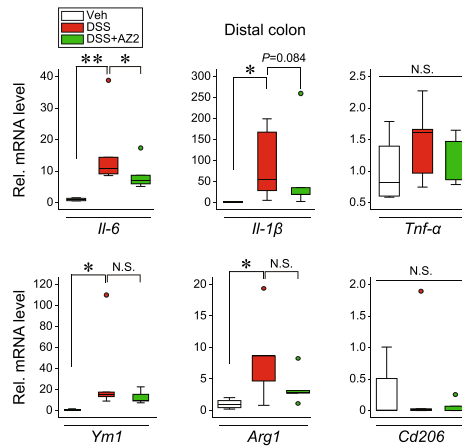 Veh
DSS
DSS+AZ2
Distal colon
Rel. mRNA level
40
30
20
10
0
** *
Il-6
300
250
200
150
100
50
0
* P=0.084
Il-1β
2.5
2.0
1.5
1.0
0.5
N.S.
Tnf-α
Rel. mRNA level
120
100
80
60
40
20
0
* N.S.
Ym1
20
15
10
5
0
* N.S.
Arg1
2.0
1.5
1.0
0.5
0.0
N.S.
Cd206